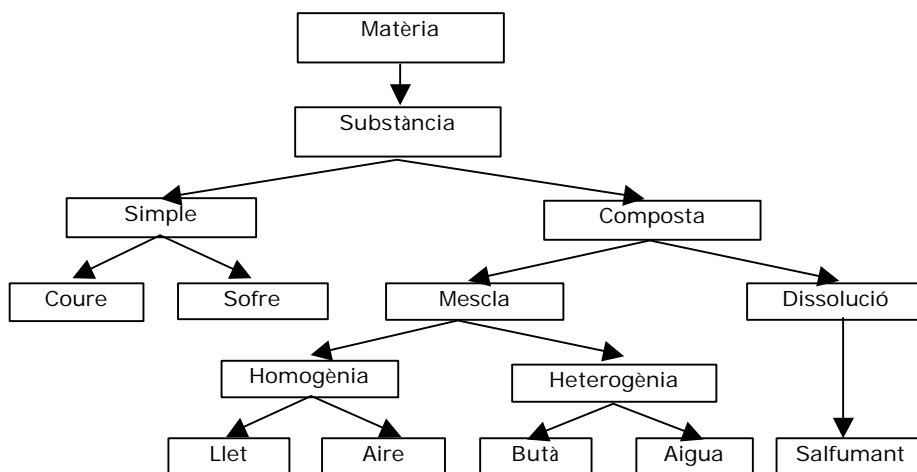 Matèria
Substància
Simple
Composta
Coure
Sofre
Mescla
Dissolució
Homogènia
Heterogènia
Llet
Aire
Butà
Aigua
Salfumant